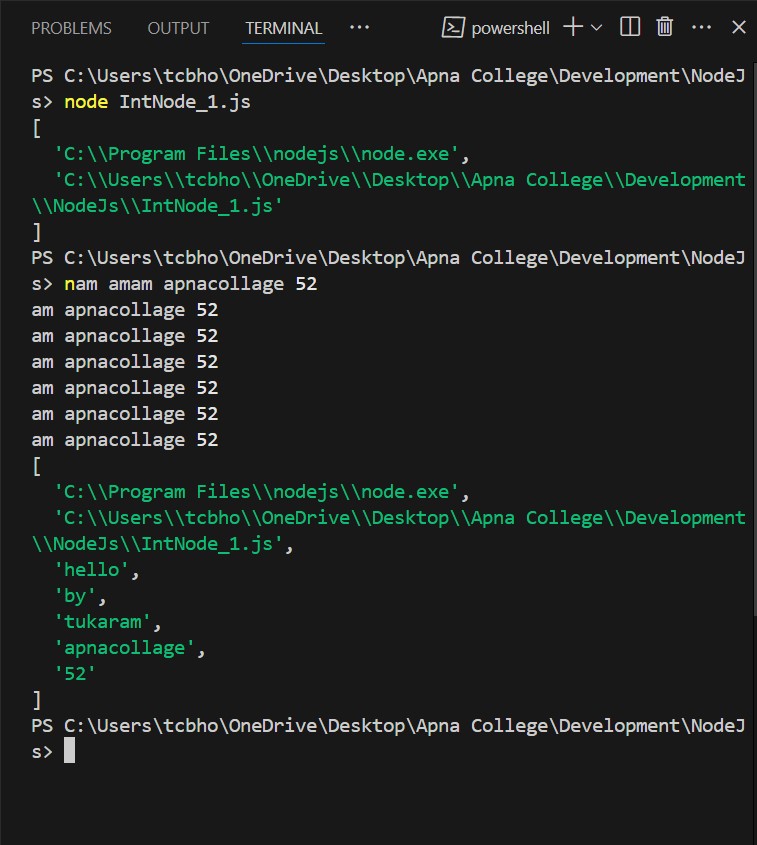 PROBLEMS OUTPUT TERMINAL ··· powershell
PS C:\Users\tcbho\OneDrive\Desktop\Apna College\Development\NodeJ
s> node IntNode_1.js
[
  'C:\\Program Files\\nodejs\\node.exe',
  'C:\\Users\\tcbho\\OneDrive\\Desktop\\Apna College\\Development
\\NodeJs\\IntNode_1.js'
]
PS C:\Users\tcbho\OneDrive\Desktop\Apna College\Development\NodeJ
s> nam amam apnacollage 52
am apnacollage 52
am apnacollage 52
am apnacollage 52
am apnacollage 52
am apnacollage 52
am apnacollage 52
[
  'C:\\Program Files\\nodejs\\node.exe',
  'C:\\Users\\tcbho\\OneDrive\\Desktop\\Apna College\\Development
\\NodeJs\\IntNode_1.js',
  'hello',
  'by',
  'tukaram',
  'apnacollage',
  '52'
]
PS C:\Users\tcbho\OneDrive\Desktop\Apna College\Development\NodeJ
s>